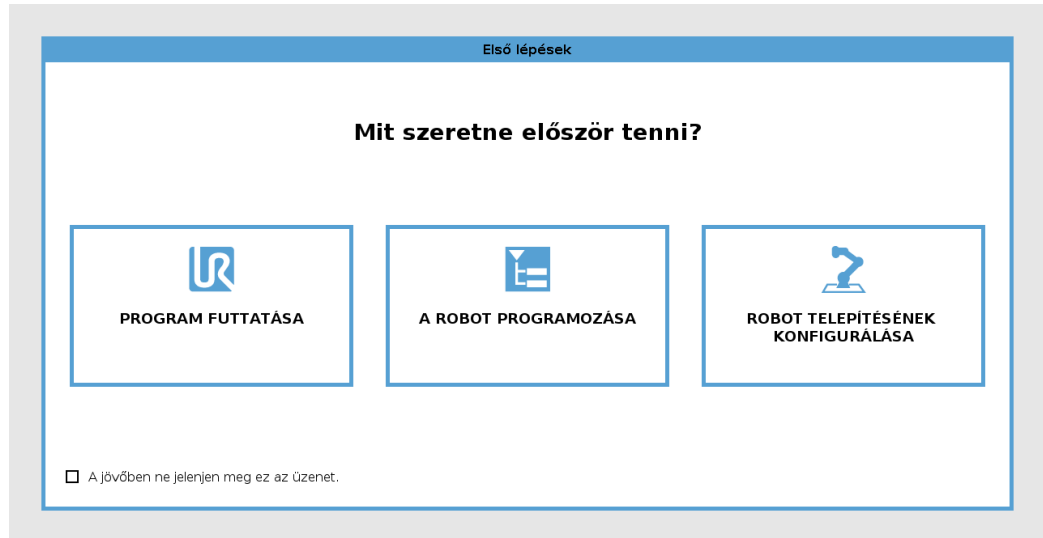 Első lépések
Mit szeretne először tenni?
PROGRAM FUTTATÁSA
A ROBOT PROGRAMOZÁSA
ROBOT TELEPÍTÉSÉNEK
KONFIGURÁLÁSA
A jövőben ne jelenjen meg ez az üzenet.